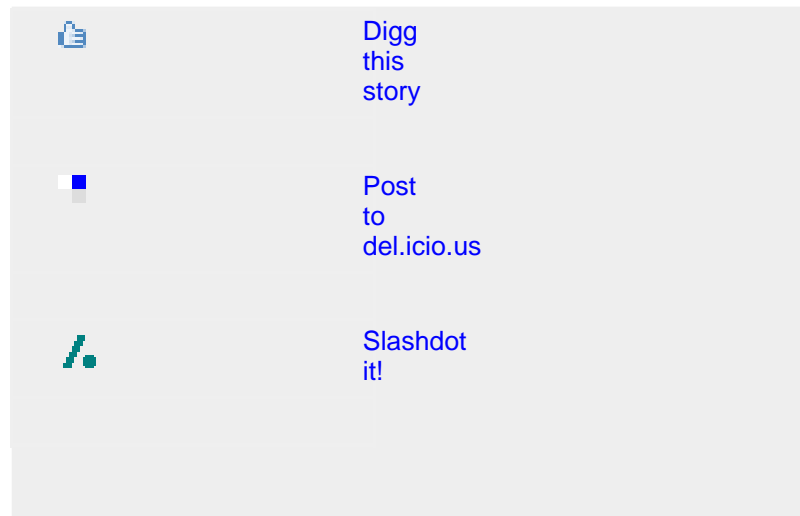 Digg
this
story
Post
to
del.icio.us
Slashdot
it!